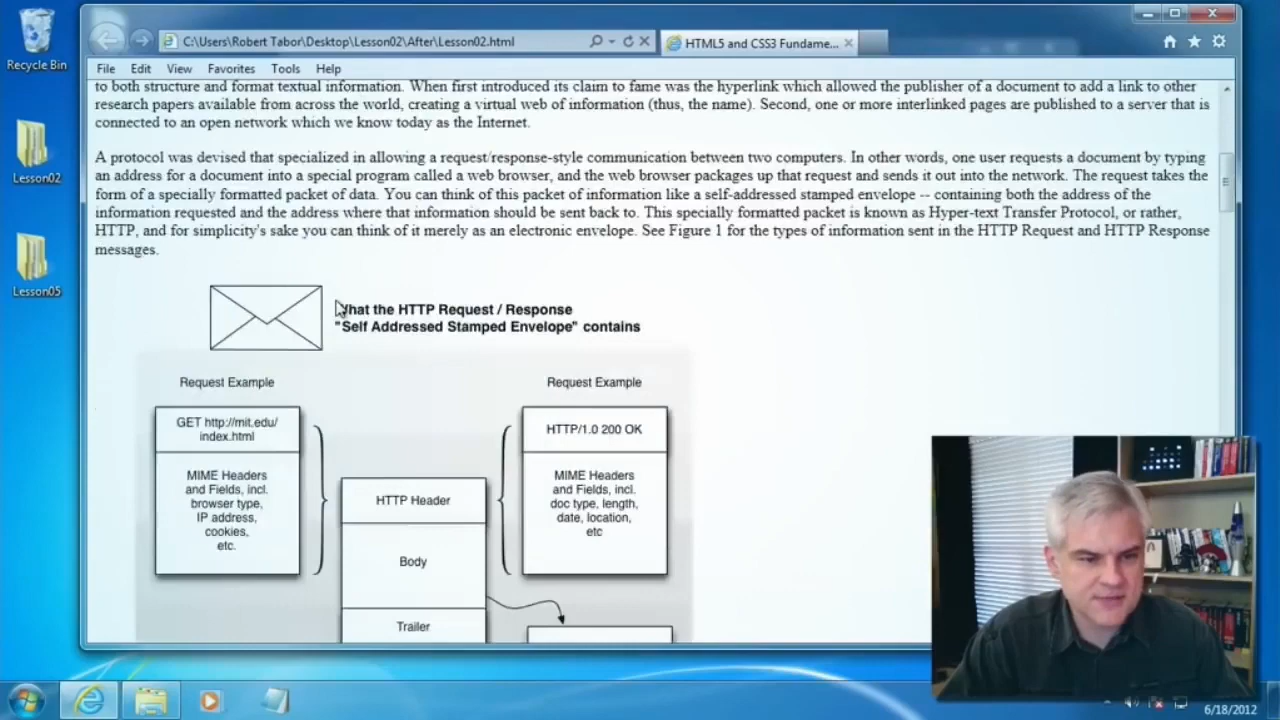 Recycle Bin
Lesson02
Lesson05
C:\Users\Robert Tabor\Desktop\Lesson02\After\Lesson02.html
HTML5 and CSS3 Fundame...
File Edit View Favorites Tools Help
to both structure and format textual information. When first introduced its claim to fame was the hyperlink which allowed the publisher of a document to add a link to other
research papers available from across the world, creating a virtual web of information (thus, the name). Second, one or more interlinked pages are published to a server that is
connected to an open network which we know today as the Internet.
A protocol was devised that specialized in allowing a request/response-style communication between two computers. In other words, one user requests a document by typing
an address for a document into a special program called a web browser, and the web browser packages up that request and sends it out into the network. The request takes the
form of a specially formatted packet of data. You can think of this packet of information like a self-addressed stamped envelope -- containing both the address of the
information requested and the address where that information should be sent back to. This specially formatted packet is known as Hyper-text Transfer Protocol, or rather,
HTTP, and for simplicity's sake you can think of it merely as an electronic envelope. See Figure 1 for the types of information sent in the HTTP Request and HTTP Response
messages.
What the HTTP Request / Response
"Self Addressed Stamped Envelope" contains
Request Example
GET http://mit.edu/
index.html
MIME Headers
and Fields, incl.
browser type,
IP address,
cookies,
etc.
HTTP Header
Body
Trailer
Request Example
HTTP/1.0 200 OK
MIME Headers
and Fields, incl.
doc type, length,
date, location,
etc
6/18/2012